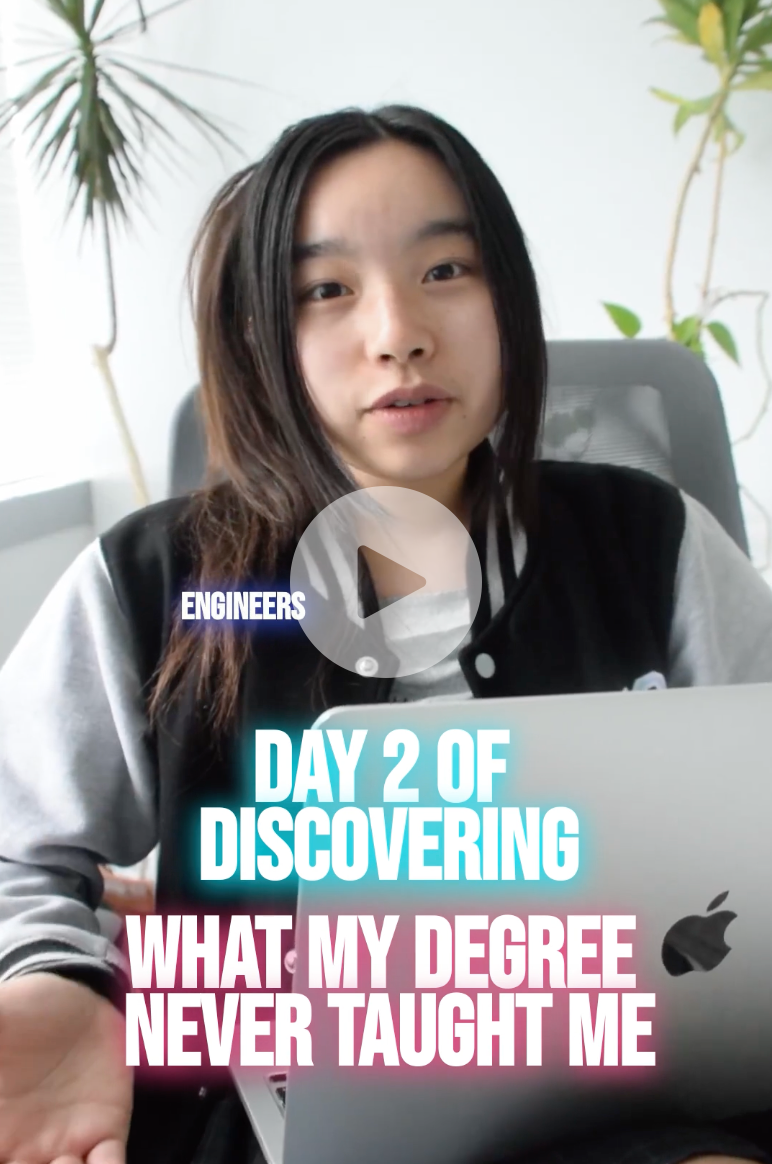 ENGINEERS
DAY 2 OF
DISCOVERING
WHAT MY DEGREE
NEVER TAUGHT ME